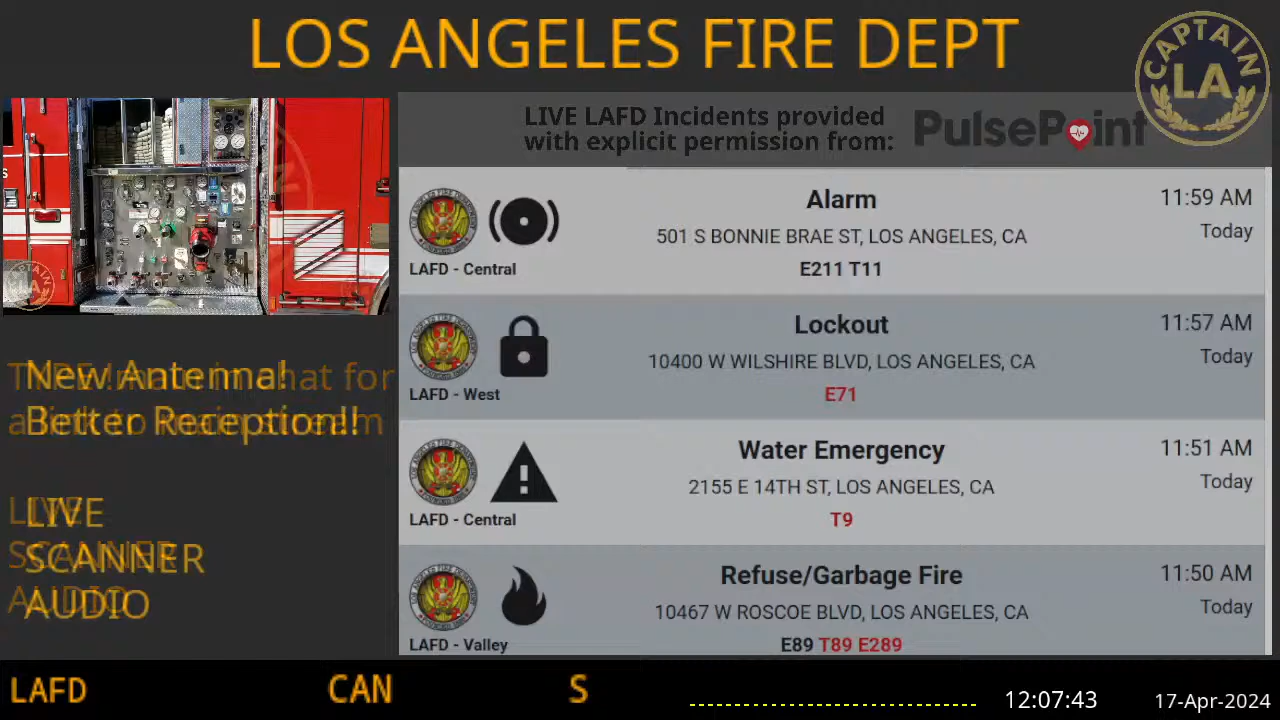 LOS ANGELES FIRE DEPT
CAPTAIN
LA
LIVE LAFD Incidents provided
with explicit permission from:
PulsePoint
Alarm
11:59 AM
501 S BONNIE BRAE ST, LOS ANGELES, CA
Today
LAFD - Central
E211 T11
Lockout
11:57 AM
10400 W WILSHIRE BLVD, LOS ANGELES, CA
Today
LAFD - West
E71
Water Emergency
11:51 AM
2155 E 14TH ST, LOS ANGELES, CA
Today
LAFD - Central
T9
Refuse/Garbage Fire
11:50 AM
10467 W ROSCOE BLVD, LOS ANGELES, CA
Today
LAFD - Valley
E89 T89 E289
New Antenna!
Better Reception!!
LIVE
SCANNER
AUDIO
LAFD CAN S
12:07:43 17-Apr-2024